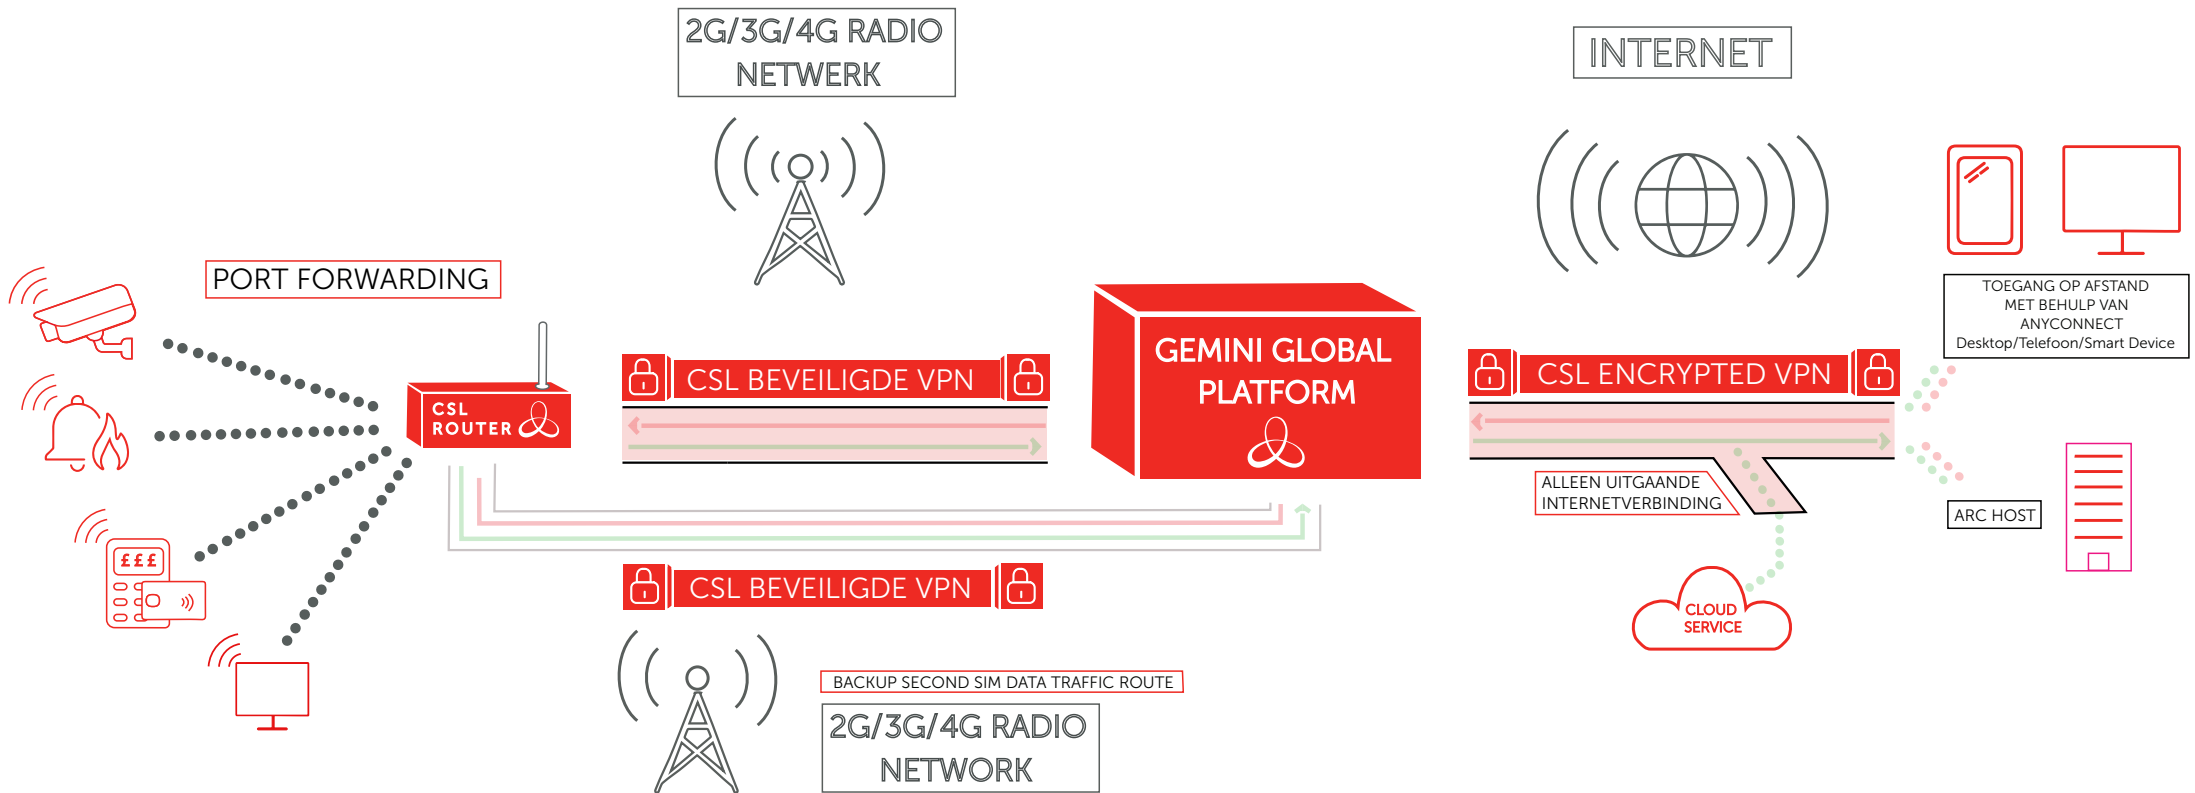 2G/3G/4G RADIO
NETWERK
INTERNET
PORT FORWARDING
TOEGANG OP AFSTAND
MET BEHULP VAN
ANYCONNECT
Desktop/Telefoon/Smart Device
GEMINI GLOBAL
PLATFORM
CSL BEVEILIGDE VPN
CSL ENCRYPTED VPN
CSL
ROUTER
ALLEEN UITGAANDE
INTERNETVERBINDING
ARC HOST
£££
CSL BEVEILIGDE VPN
CLOUD
SERVICE
BACKUP SECOND SIM DATA TRAFFIC ROUTE
2G/3G/4G RADIO
NETWORK